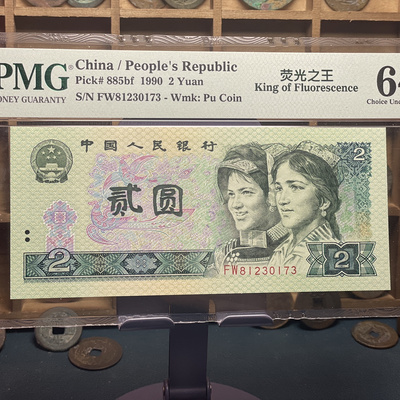 PMG
MONEY GUARANTY
China / People's Republic
Pick# 885bf 1990 2 Yuan
S/N FW81230173 - Wmk: Pu Coin
荧光之王
King of Fluorescence
64
Choice Unc
中国人民银行
贰圆
2
2
2
FW81230173